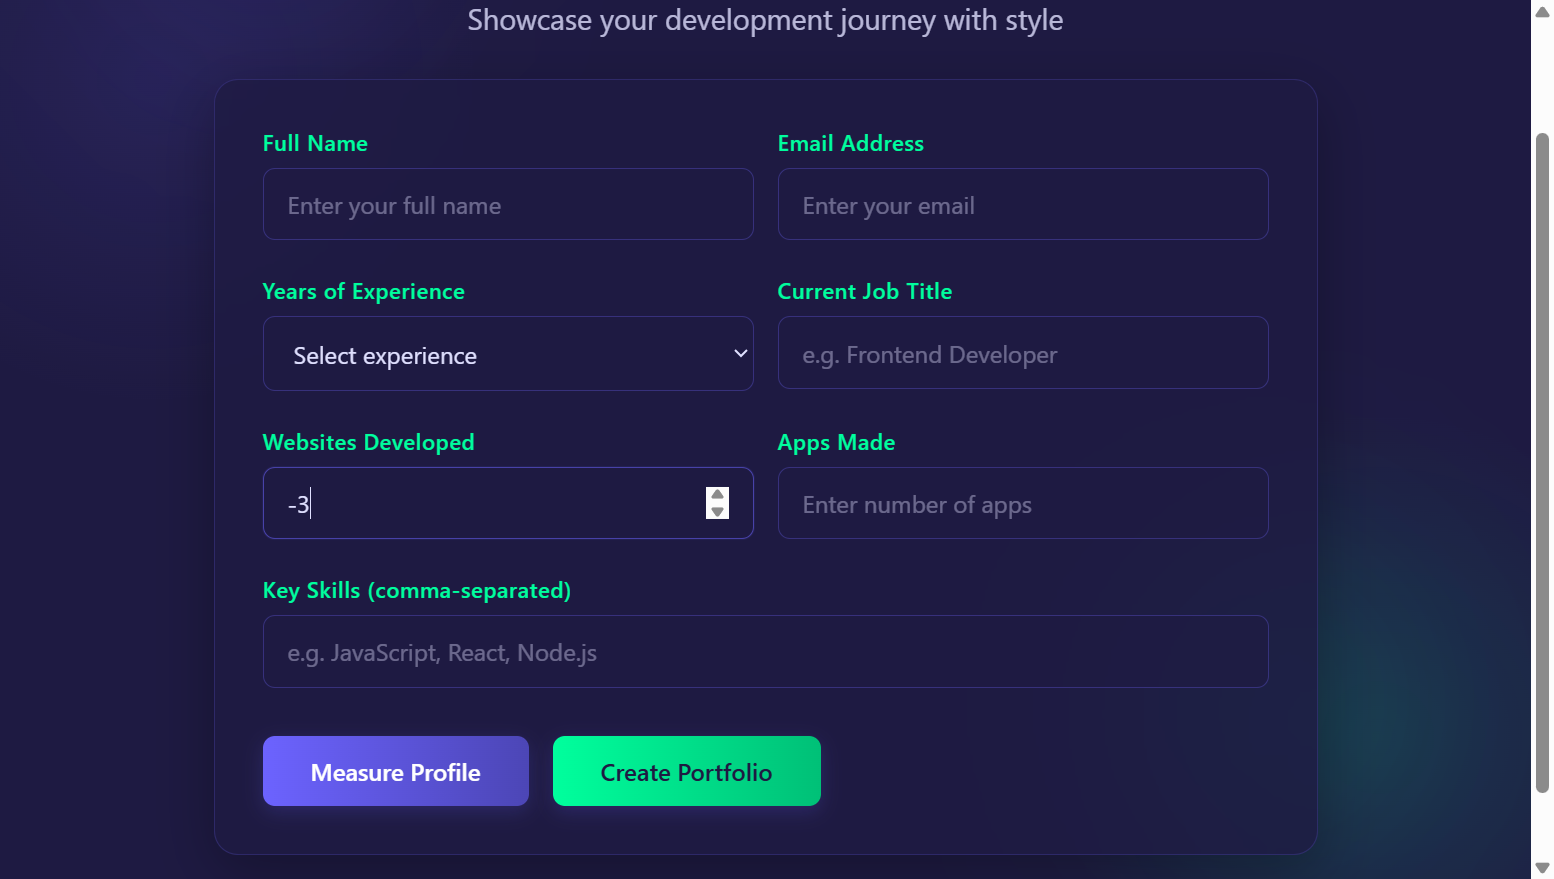 Showcase your development journey with style
Full Name
Email Address
Enter your full name
Enter your email
Years of Experience
Current Job Title
Select experience
e.g. Frontend Developer
Websites Developed
Apps Made
-3
Enter number of apps
Key Skills (comma-separated)
e.g. JavaScript, React, Node.js
Measure Profile
Create Portfolio